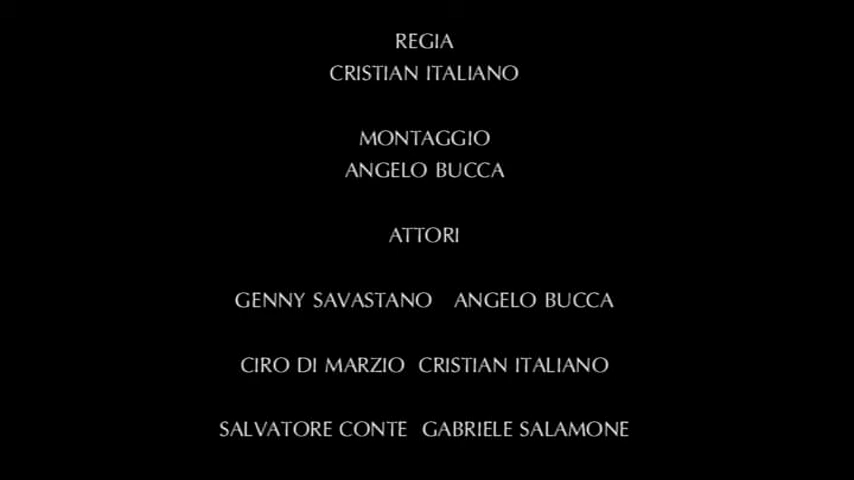 REGIA
CRISTIAN ITALIANO
MONTAGGIO
ANGELO BUCCA
ATTORI
GENNY SAVASTANO ANGELO BUCCA
CIRO DI MARZIO CRISTIAN ITALIANO
SALVATORE CONTE GABRIELE SALAMONE